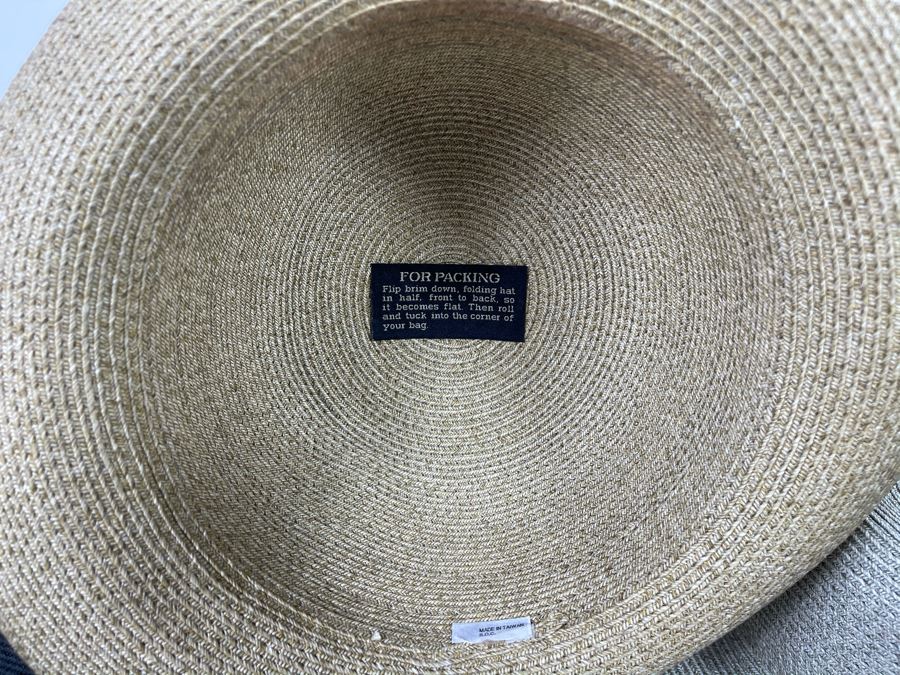 FOR PACKING
Flip brim down, folding hat
in half, front to back, so
it becomes flat. Then roll
and tuck into the corner of
your bag.
MADE IN TAIWAN
R.O.C.